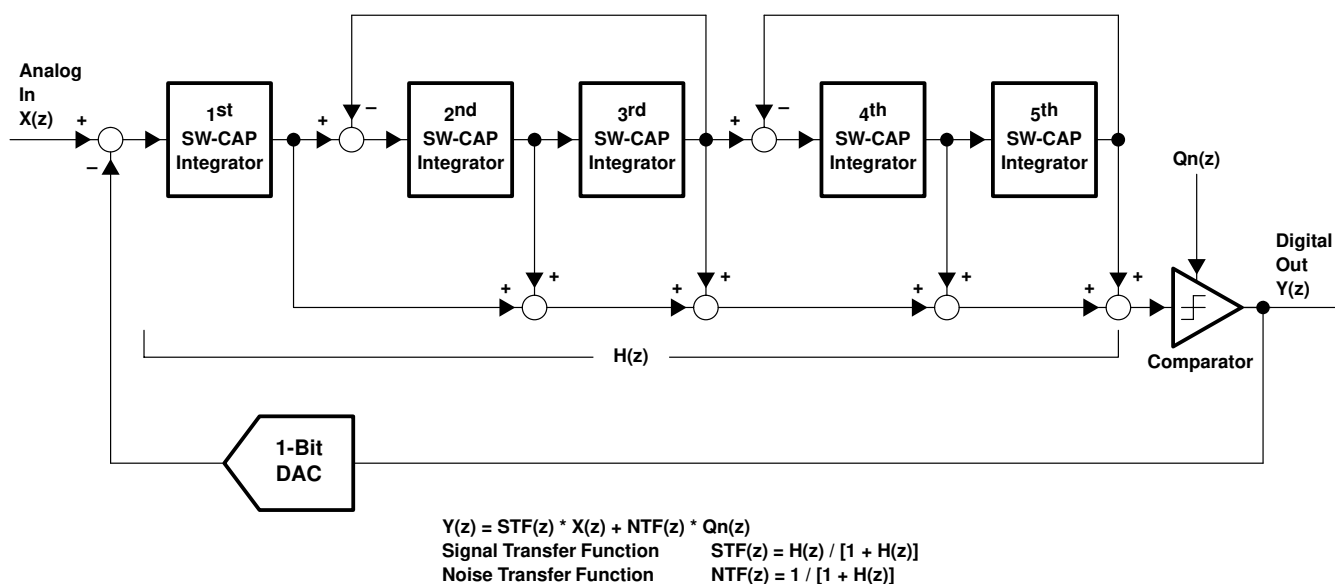 Analog
In
X(z)
+
–
1st
SW-CAP
Integrator
+
–
2nd
SW-CAP
Integrator
3rd
SW-CAP
Integrator
+
–
4th
SW-CAP
Integrator
5th
SW-CAP
Integrator
Qn(z)
+
+
+
+
+
+
+
+
Digital
Out
Y(z)
H(z)
Comparator
1-Bit
DAC
Y(z) = STF(z) * X(z) + NTF(z) * Qn(z)
Signal Transfer Function STF(z) = H(z) / [1 + H(z)]
Noise Transfer Function NTF(z) = 1 / [1 + H(z)]